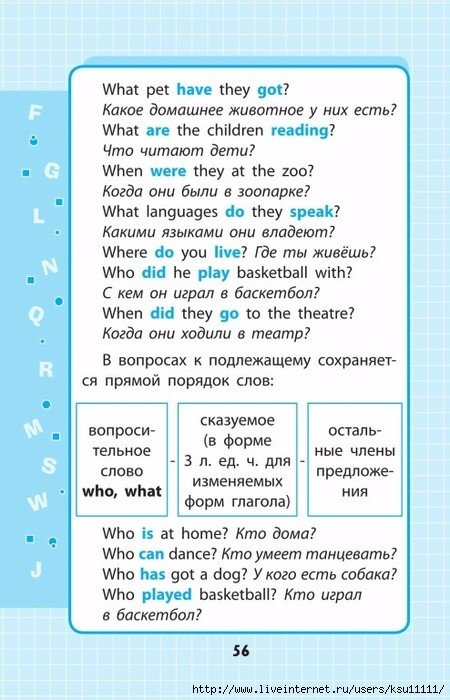 What pet have they got?
Какое домашнее животное у них есть?
What are the children reading?
Что читают дети?
When were they at the zoo?
Когда они были в зоопарке?
What languages do they speak?
Какими языками они владеют?
Where do you live? Где ты живёшь?
Who did he play basketball with?
С кем он играл в баскетбол?
When did they go to the theatre?
Когда они ходили в театр?
В вопросах к подлежащему сохраняет-
ся прямой порядок слов:
вопроси-
тельное
слово
who, what
-
сказуемое
(в форме
3 л. ед. ч. для
изменяемых
форм глагола)
-
осталь-
ные члены
предложе-
ния
Who is at home? Кто дома?
Who can dance? Кто умеет танцевать?
Who has got a dog? У кого есть собака?
Who played basketball? Кто играл
в баскетбол?
F
G
L
N
Q
R
M
S
W
J
56
http://www.liveinternet.ru/users/ksu11111/